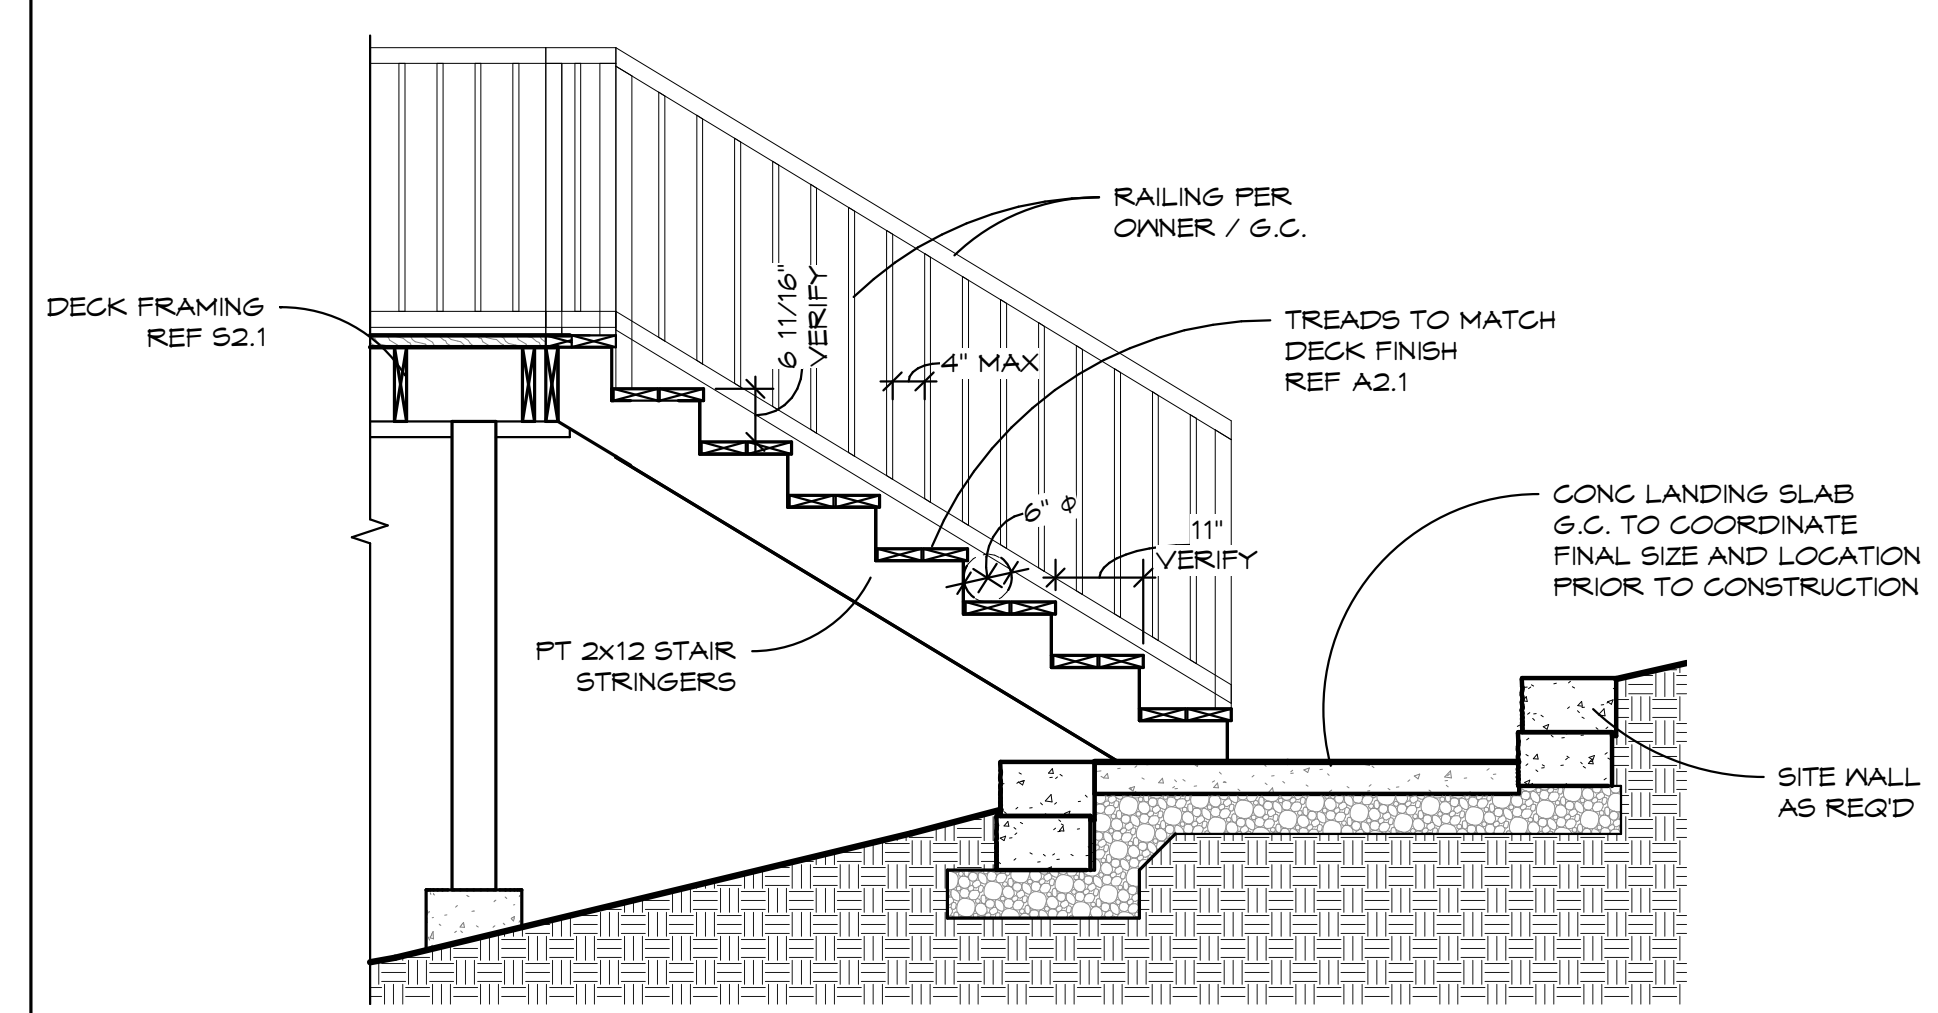 RAILING PER
OWNER / G.C.
DECK FRAMING
REF S2.1
6 11/16"
VERIFY
4" MAX
TREADS TO MATCH
DECK FINISH
REF A2.1
6" Ø
11"
VERIFY
CONC LANDING SLAB
G.C. TO COORDINATE
FINAL SIZE AND LOCATION
PRIOR TO CONSTRUCTION
PT 2x12 STAIR
STRINGERS
SITE WALL
AS REQ'D